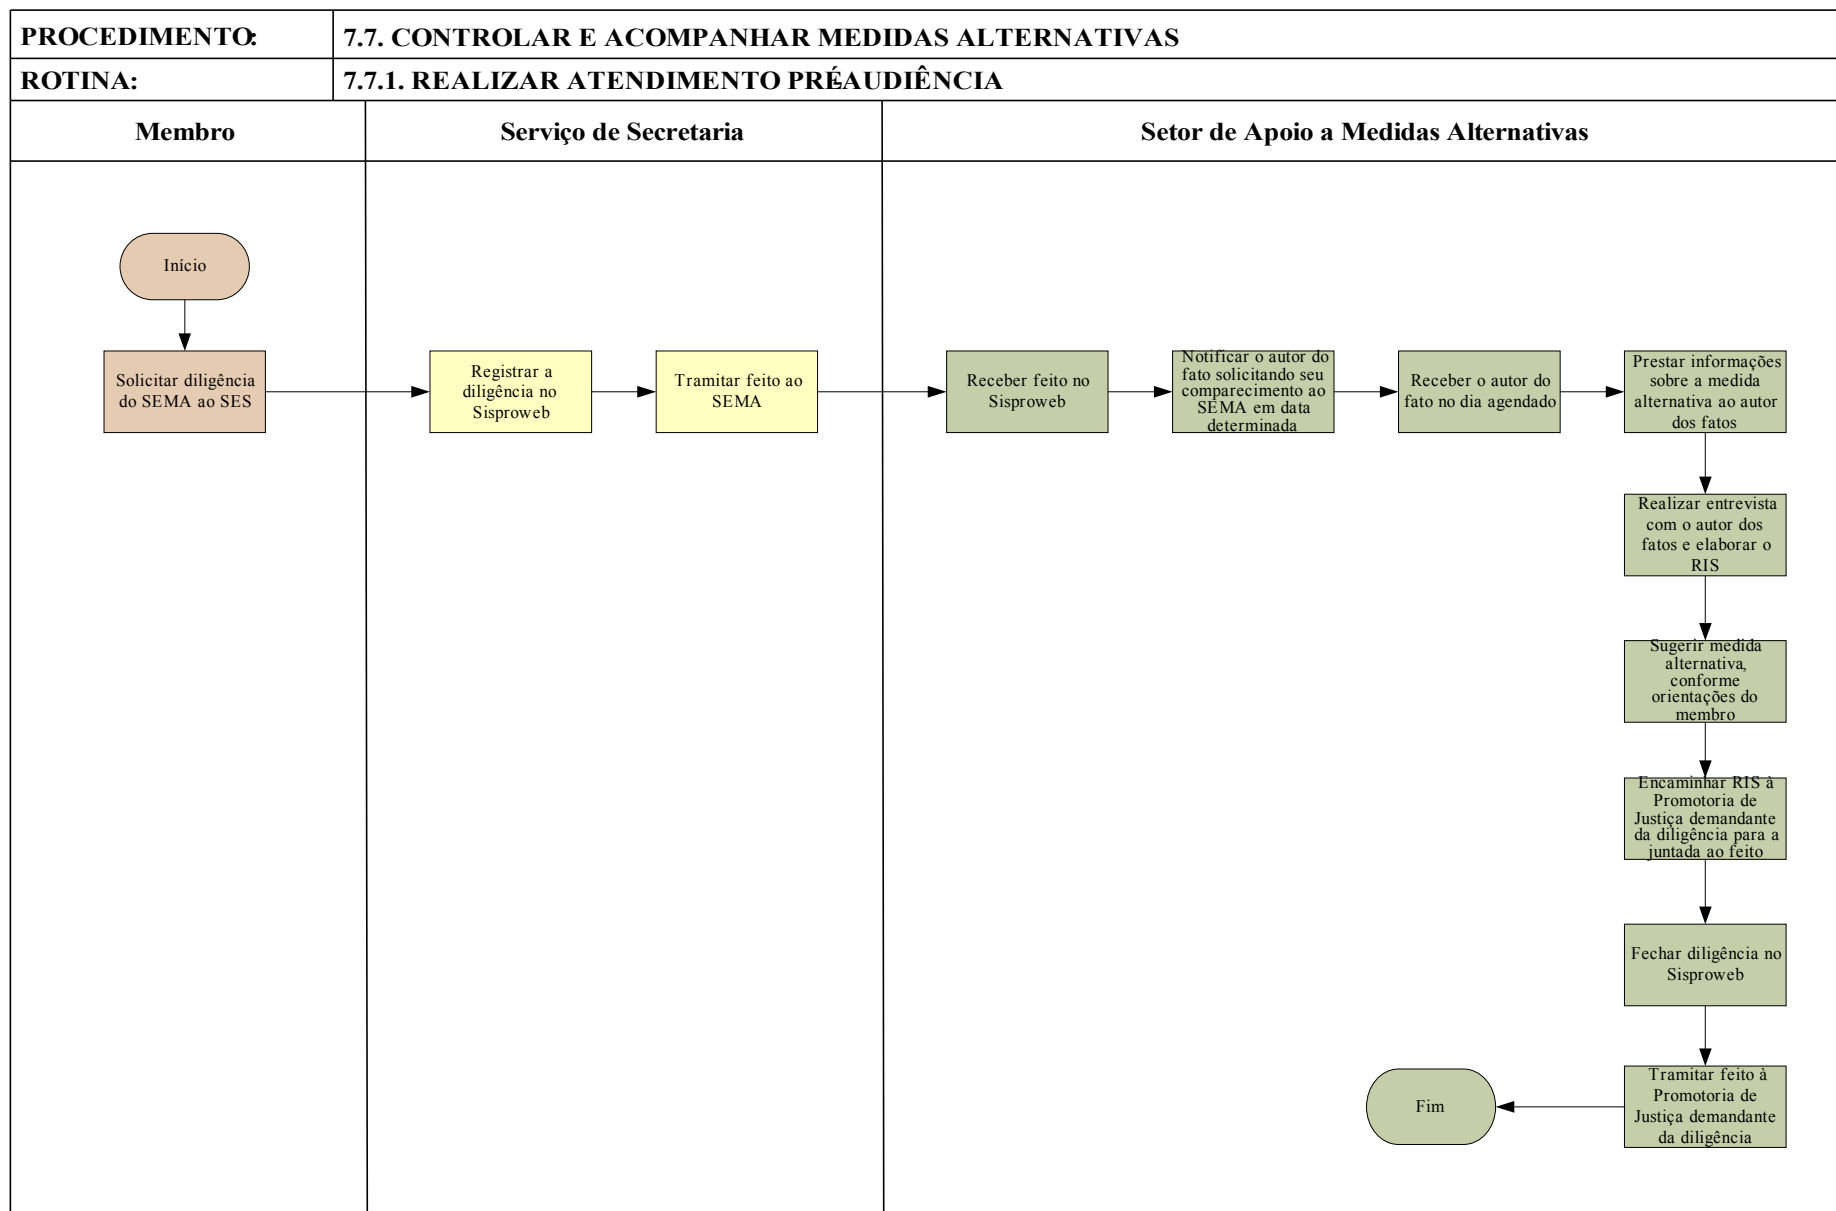 PROCEDIMENTO:
7.7. CONTROLAR E ACOMPANHAR MEDIDAS ALTERNATIVAS
ROTINA:
7.7.1. REALIZAR ATENDIMENTO PRÉ-AUDIÊNCIA
Membro
Serviço de Secretaria
Setor de Apoio a Medidas Alternativas
Início
Solicitar diligência
do SEMA ao SES
Registrar a
diligência no
Sisproweb
Tramitar feito ao
SEMA
Receber feito no
Sisproweb
Notificar o autor do
fato solicitando seu
comparecimento ao
SEMA em data
determinada
Receber o autor do
fato no dia agendado
Prestar informações
sobre a medida
alternativa ao autor
dos fatos
Realizar entrevista
com o autor dos
fatos e elaborar o
RIS
Sugerir medida
alternativa,
conforme
orientações do
membro
Encaminhar RIS à
Promotoria de
Justiça demandante
da diligência para a
juntada ao feito
Fechar diligência no
Sisproweb
Tramitar feito à
Promotoria de
Justiça demandante
da diligência
Fim